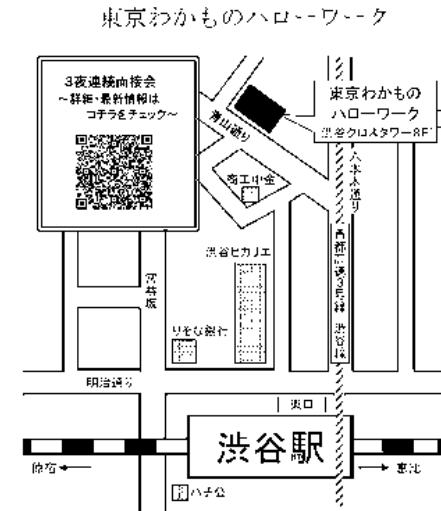 東京わかものハローワーク
3夜連続面接会
～詳細・最新情報は
コチラをチェック～
東京わかもの
ハローワーク
渋谷クロスタワー8F
青山通り
六本木通り
商工中金
渋谷ヒカリエ
首都高速3号線 渋谷線
りそな銀行
明治通り
東口
渋谷駅
原宿←
→恵比
ハチ公